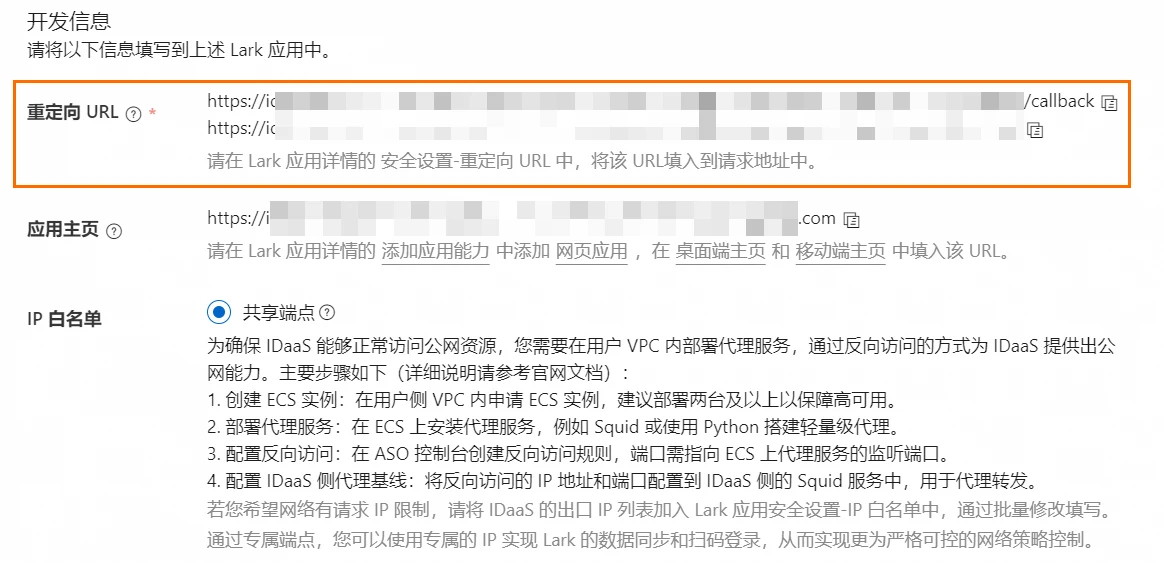 开发信息
请将以下信息填写到上述 Lark 应用中。
重定向 URL ? *
https://id
/callback
https://id
请在 Lark 应用详情的 安全设置-重定向 URL 中，将该 URL填入到请求地址中。
应用主页 ?
https://i
.com
请在 Lark 应用详情的 添加应用能力 中添加 网页应用 ，在 桌面端主页 和 移动端主页 中填入该 URL。
IP 白名单
共享端点 ?
为确保 IDaaS 能够正常访问公网资源，您需要在用户 VPC 内部署代理服务，通过反向访问的方式为 IDaaS 提供出公
网能力。主要步骤如下（详细说明请参考官网文档）:
1. 创建 ECS 实例：在用户侧 VPC 内申请 ECS 实例，建议部署两台及以上以保障高可用。
2. 部署代理服务：在 ECS 上安装代理服务，例如 Squid 或使用 Python 搭建轻量级代理。
3. 配置反向访问：在 ASO 控制台创建反向访问规则，端口需指向 ECS 上代理服务的监听端口。
4. 配置 IDaaS 侧代理基线：将反向访问的 IP 地址和端口配置到 IDaaS 侧的 Squid 服务中，用于代理转发。
若您希望网络有请求 IP 限制，请将 IDaaS 的出口 IP 列表加入 Lark 应用安全设置-IP 白名单中，通过批量修改填写。
通过专属端点，您可以使用专属的 IP 实现 Lark 的数据同步和扫码登录，从而实现更为严格可控的网络策略控制。